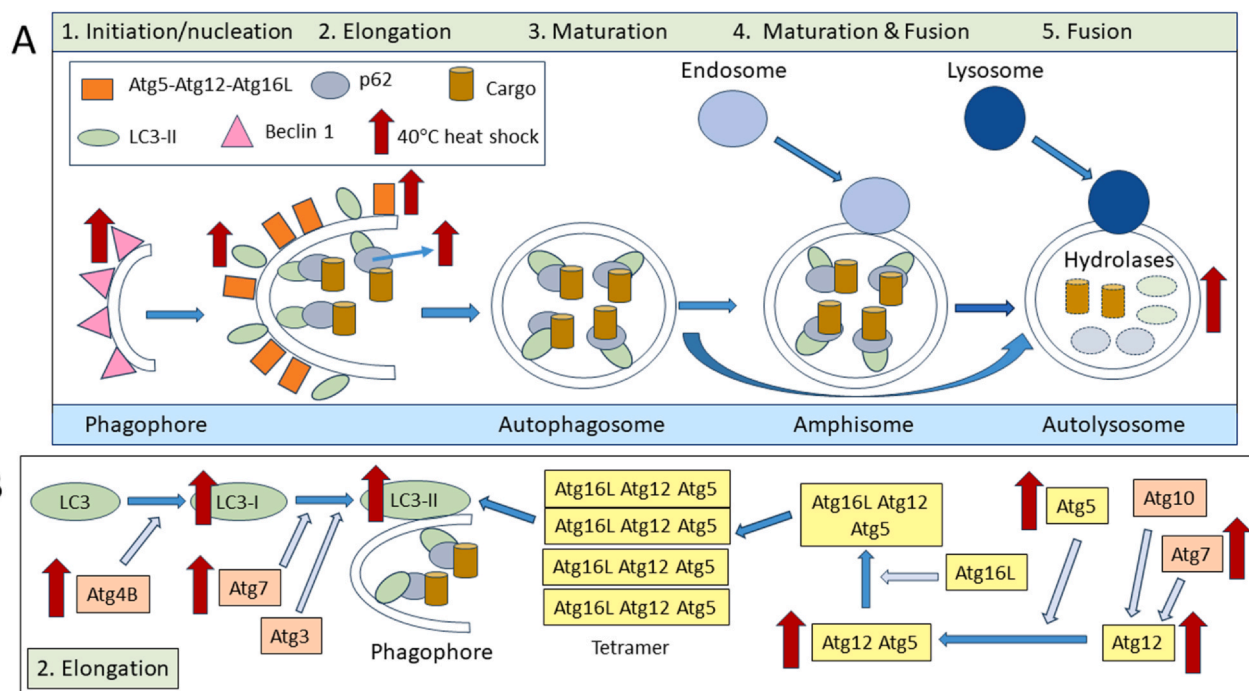 A
1. Initiation/nucleation
2. Elongation
3. Maturation
4. Maturation & Fusion
5. Fusion
Atg5-Atg12-Atg16L
p62
Cargo
LC3-II
Beclin 1
40°C heat shock
Endosome
Lysosome
Hydrolases
Phagophore
Autophagosome
Amphisome
Autolysosome
LC3
LC3-I
LC3-II
Atg4B
Atg7
Atg3
Phagophore
2. Elongation
Atg16L Atg12 Atg5
Atg16L Atg12 Atg5
Atg16L Atg12 Atg5
Atg16L Atg12 Atg5
Tetramer
Atg16L Atg12
Atg5
Atg16L
Atg12 Atg5
Atg5
Atg10
Atg7
Atg12